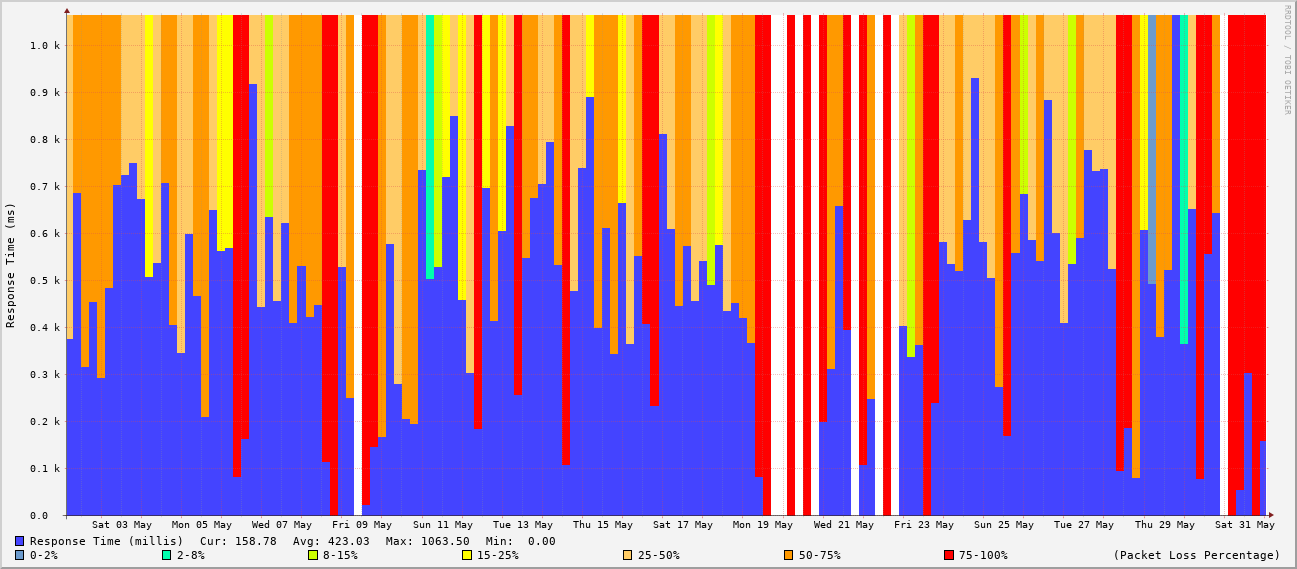 RRDTOOL / TOBI OETIKER
Response Time (ms)
1.0 k
0.9 k
0.8 k
0.7 k
0.6 k
0.5 k
0.4 k
0.3 k
0.2 k
0.1 k
0.0
Sat 03 May Mon 05 May Wed 07 May Fri 09 May Sun 11 May Tue 13 May Thu 15 May Sat 17 May Mon 19 May Wed 21 May Fri 23 May Sun 25 May Tue 27 May Thu 29 May Sat 31 May
Response Time (millis) Cur: 158.78 Avg: 423.03 Max: 1063.50 Min: 0.00
0-2% 2-8% 8-15% 15-25% 25-50% 50-75% 75-100% (Packet Loss Percentage)